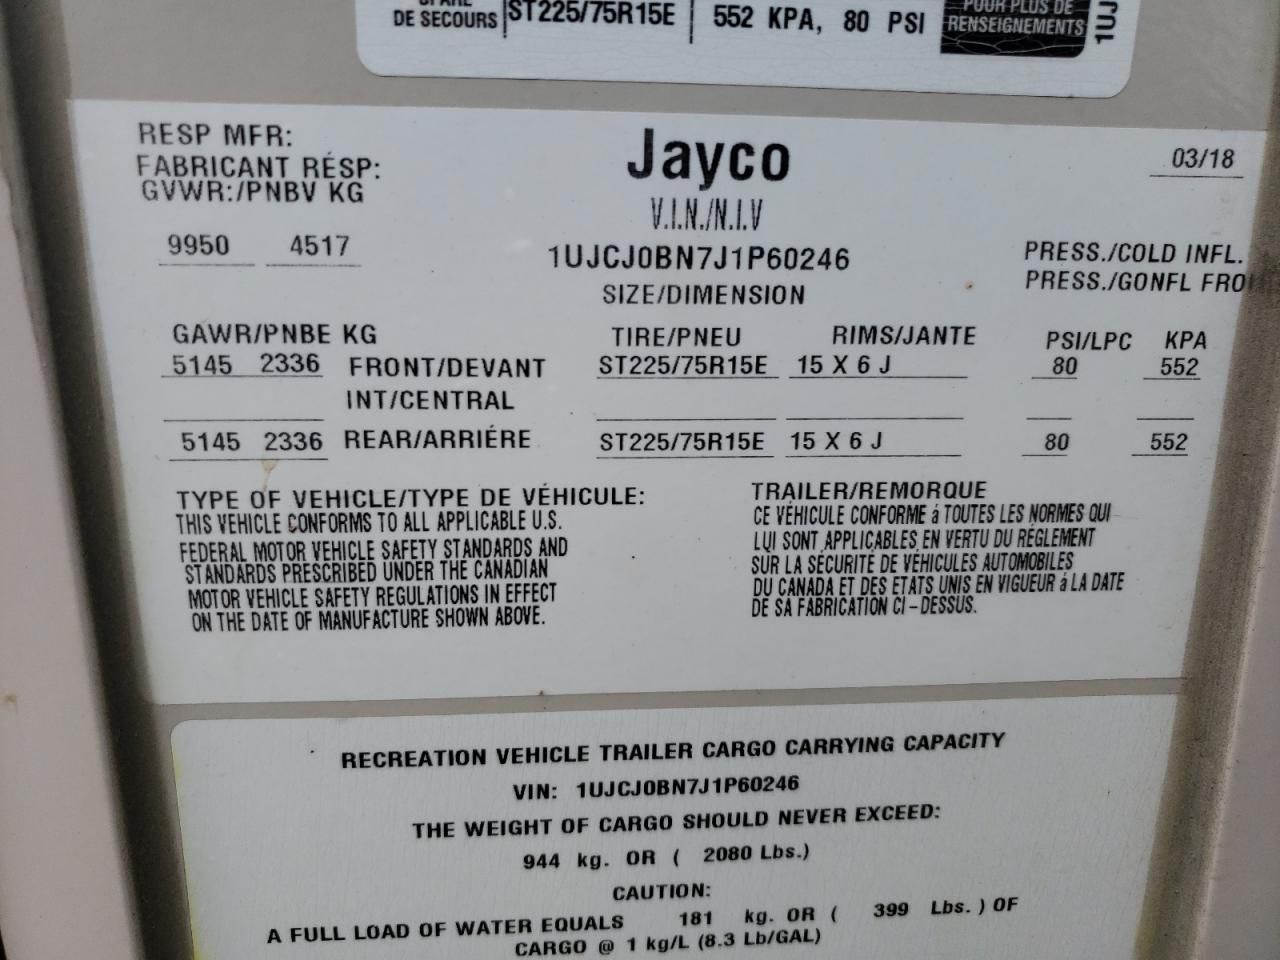 DE SECOURS ST225/75R15E 552 KPA, 80 PSI
POUR PLUS DE
RENSEIGNEMENTS
1UJ
RESP MFR:
FABRICANT RÉSP:
GVWR:/PNBV KG
Jayco
03/18
V.I.N./N.I.V
9950 4517
1UJCJ0BN7J1P60246
PRESS./COLD INFL.
PRESS./GONFL FROI
SIZE/DIMENSION
GAWR/PNBE KG TIRE/PNEU RIMS/JANTE PSI/LPC KPA
5145 2336 FRONT/DEVANT ST225/75R15E 15 X 6 J 80 552
INT/CENTRAL
5145 2336 REAR/ARRIÉRE ST225/75R15E 15 X 6 J 80 552
TYPE OF VEHICLE/TYPE DE VÉHICULE:
THIS VEHICLE CONFORMS TO ALL APPLICABLE U.S.
FEDERAL MOTOR VEHICLE SAFETY STANDARDS AND
STANDARDS PRESCRIBED UNDER THE CANADIAN
MOTOR VEHICLE SAFETY REGULATIONS IN EFFECT
ON THE DATE OF MANUFACTURE SHOWN ABOVE.
TRAILER/REMORQUE
CE VÉHICULE CONFORME á TOUTES LES NORMES QUI
LUI SONT APPLICABLES EN VERTU DU RÉGLEMENT
SUR LA SÉCURITÉ DE VÉHICULES AUTOMOBILES
DU CANADA ET DES ETATS UNIS EN VIGUEUR á LA DATE
DE SA FABRICATION CI-DESSUS.
RECREATION VEHICLE TRAILER CARGO CARRYING CAPACITY
VIN: 1UJCJ0BN7J1P60246
THE WEIGHT OF CARGO SHOULD NEVER EXCEED:
944 kg. OR ( 2080 Lbs.)
CAUTION:
A FULL LOAD OF WATER EQUALS 181 kg. OR ( 399 Lbs. ) OF
CARGO @ 1 kg/L (8.3 Lb/GAL)